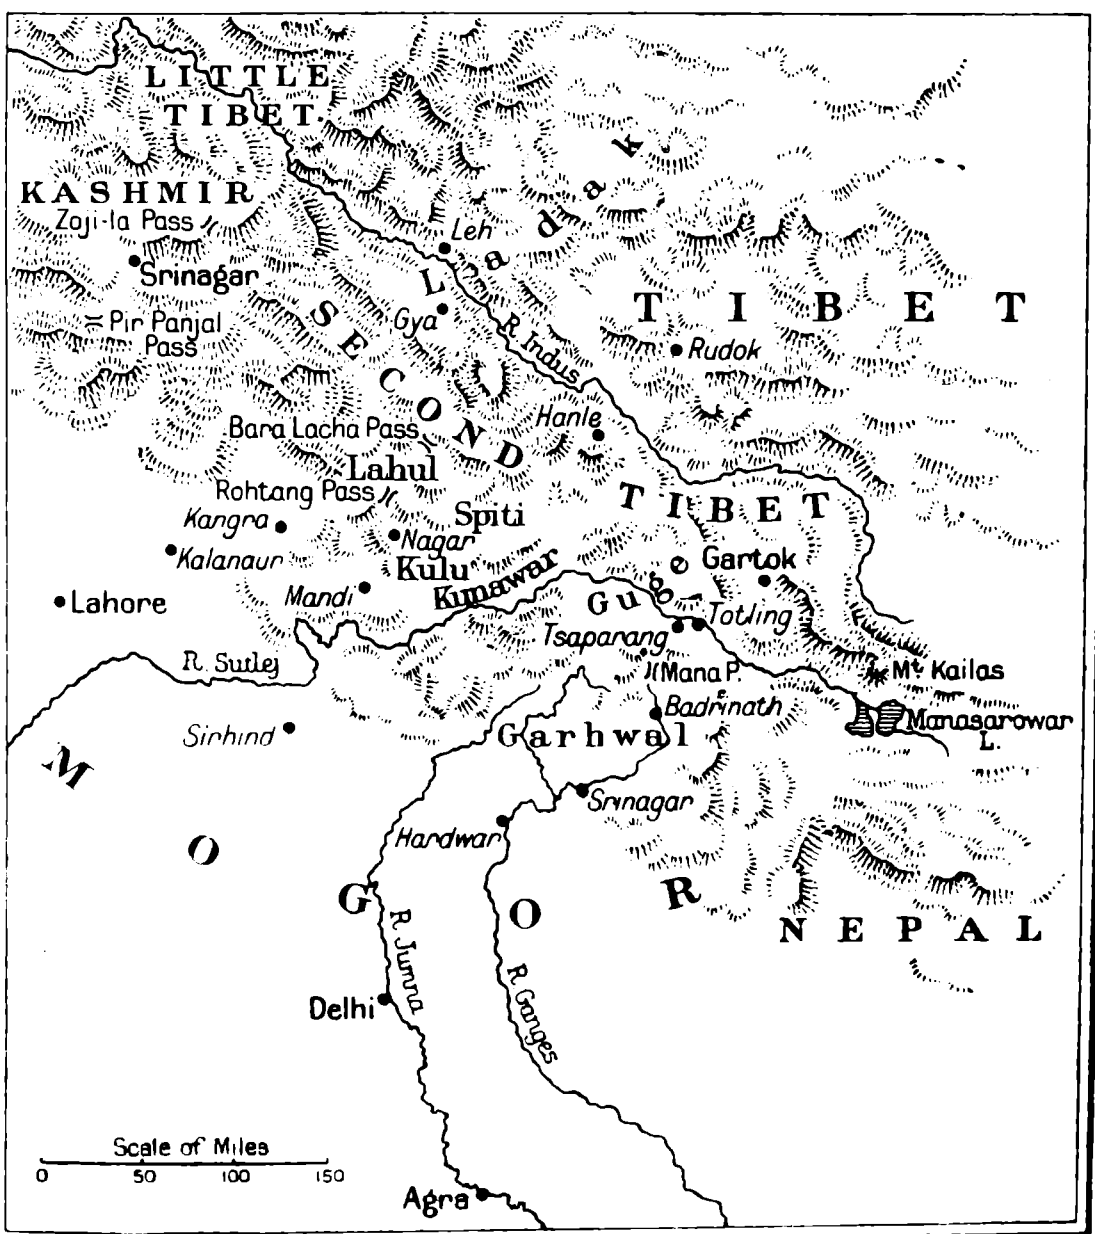 LITTLE
TIBET
KASHMIR
Zoji-la Pass
Leh
Srinagar
Ladak
Gya
Pir Panjal
Pass
TIBET
R. Indus
Rudok
SECOND
TIBET
Hanle
Bara Lacha Pass
Lahul
Rohtang Pass
Spiti
Kangra
Nagar
Kalanaur
Kulu
Kunawar
Gartok
Mandi
Guge
Lahore
Totling
Tsaparang
R. Sutlej
Mana P.
Mt. Kailas
Badrinath
Manasarowar
L.
Sirhind
Garhwal
MOGOR
Srinagar
Hardwar
NEPAL
R Jumna
R Ganges
Delhi
Scale of Miles
0 50 100 150
Agra